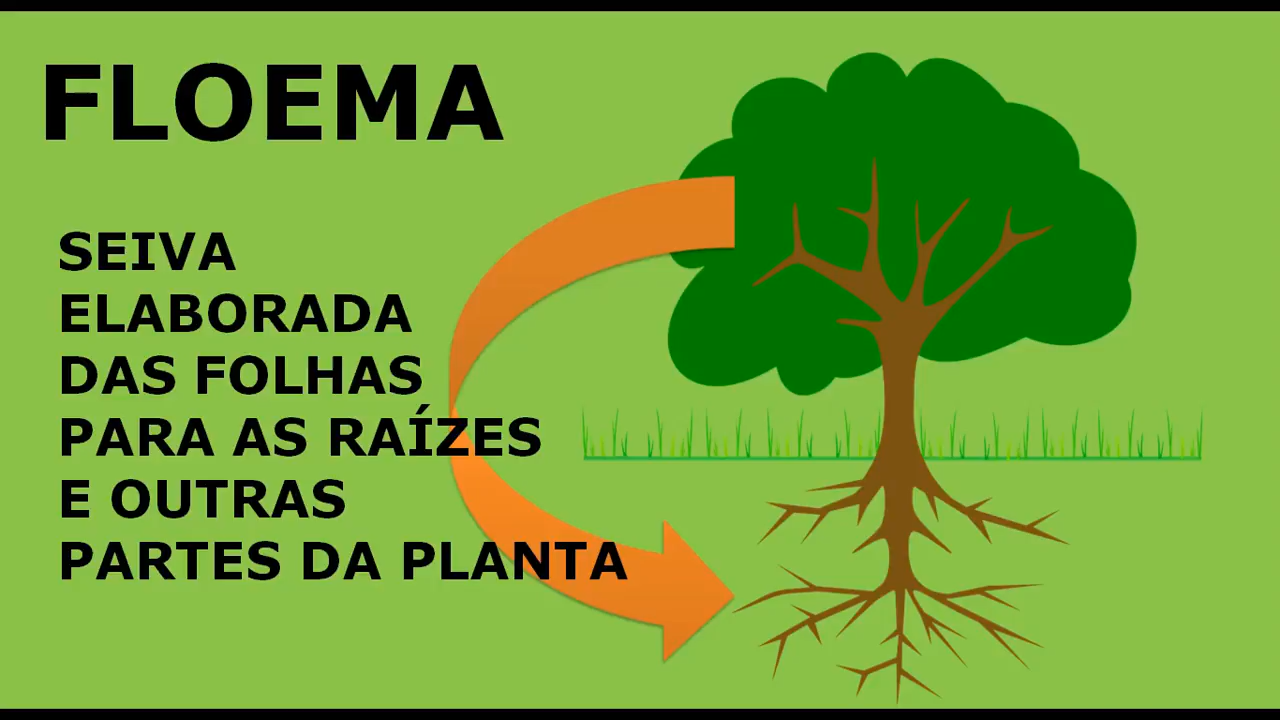 FLOEMA
SEIVA
ELABORADA
DAS FOLHAS
PARA AS RAÍZES
E OUTRAS
PARTES DA PLANTA